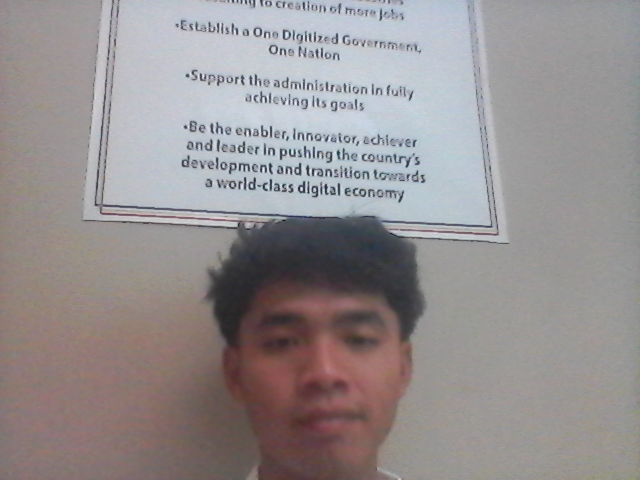 to creation of more jobs
•Establish a One Digitized Government,
One Nation
•Support the administration in fully
achieving its goals
•Be the enabler, innovator, achiever
and leader in pushing the country's
development and transition towards
a world-class digital economy